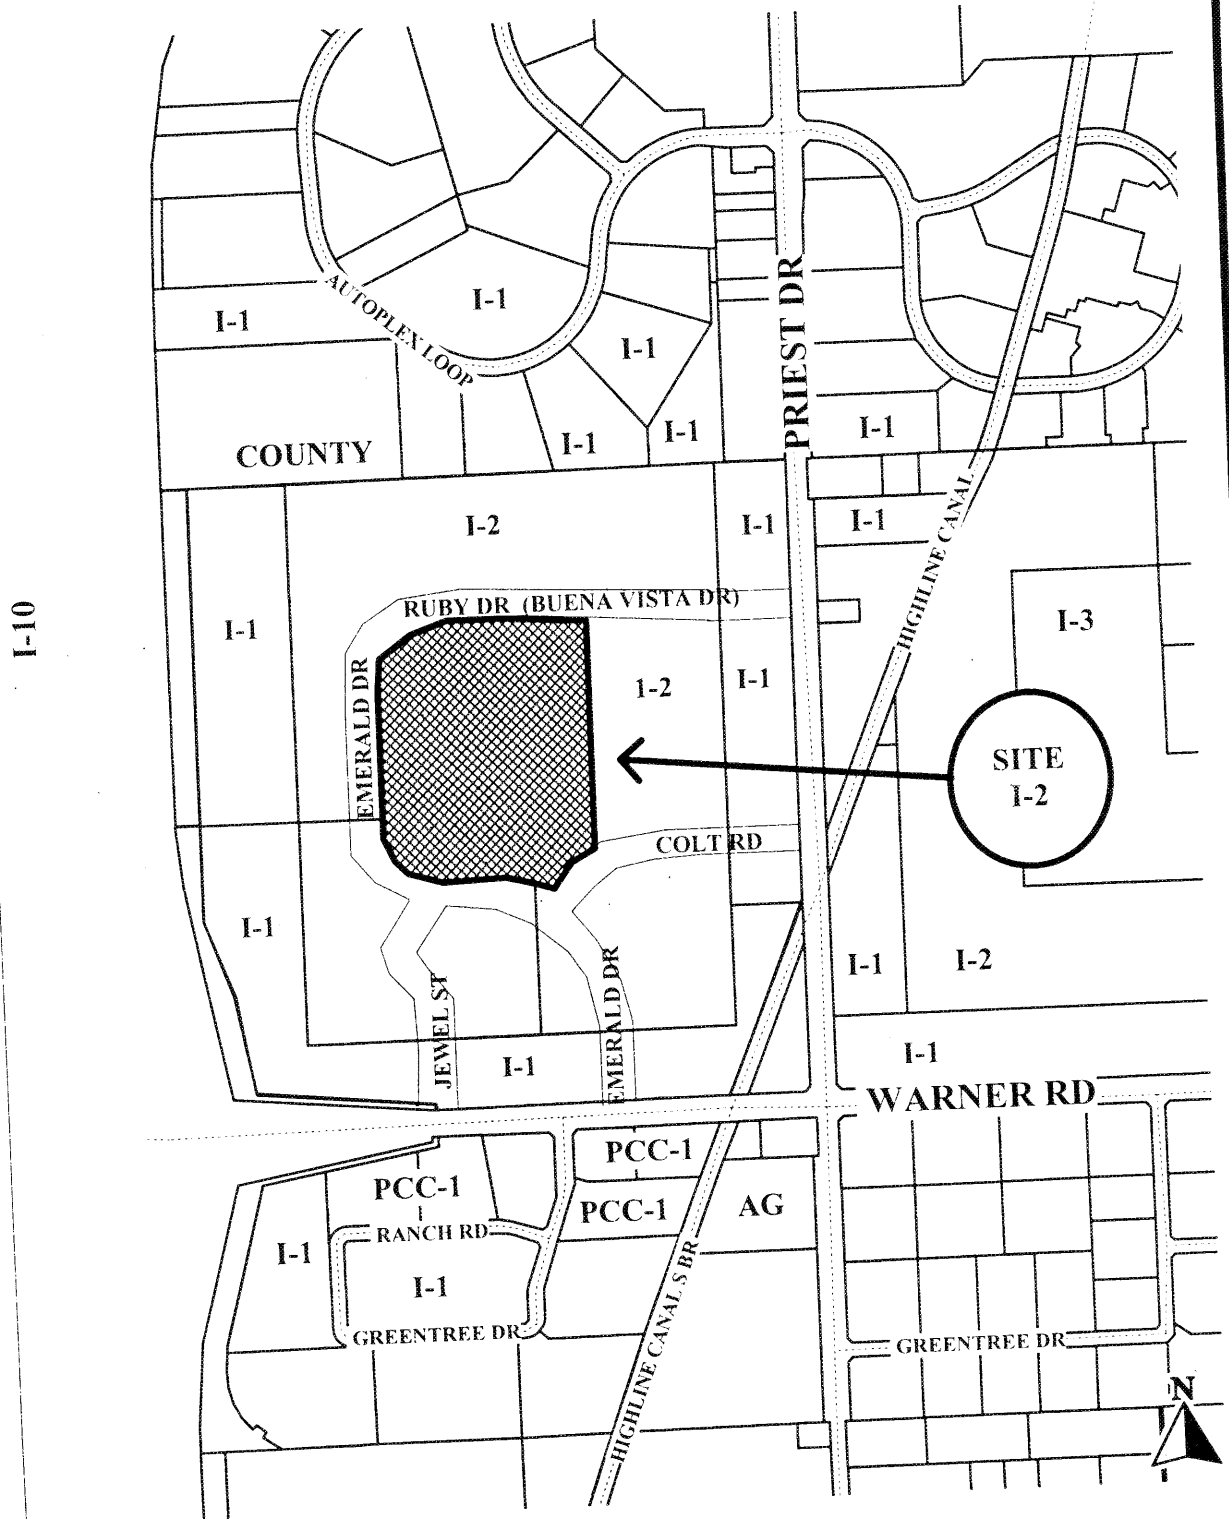 PRIEST DR
AUTOPLEX LOOP
I-1
I-1
I-1
I-1
I-1
I-1
COUNTY
I-2
I-1
I-1
HIGHLINE CANAL
I-10
RUBY DR (BUENA VISTA DR)
I-1
I-3
EMERALD DR
1-2
I-1
SITE
I-2
COLT RD
I-1
I-1
I-2
JEWEL ST
EMERALD DR
I-1
I-1
WARNER RD
PCC-1
PCC-1
PCC-1
AG
RANCH RD
I-1
I-1
HIGHLINE CANAL S BR
GREENTREE DR
GREENTREE DR
N